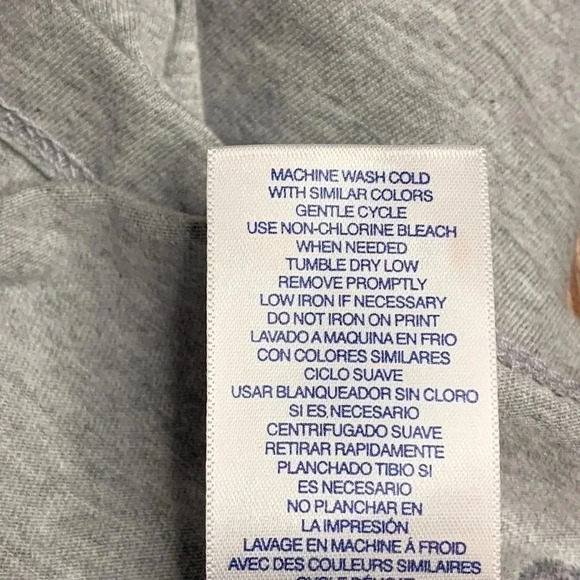 MACHINE WASH COLD
WITH SIMILAR COLORS
GENTLE CYCLE
USE NON-CHLORINE BLEACH
WHEN NEEDED
TUMBLE DRY LOW
REMOVE PROMPTLY
LOW IRON IF NECESSARY
DO NOT IRON ON PRINT
LAVADO A MAQUINA EN FRIO
CON COLORES SIMILARES
CICLO SUAVE
USAR BLANQUEADOR SIN CLORO
SI ES NECESARIO
CENTRIFUGADO SUAVE
RETIRAR RAPIDAMENTE
PLANCHADO TIBIO SI
ES NECESARIO
NO PLANCHAR EN
LA IMPRESIÓN
LAVAGE EN MACHINE Á FROID
AVEC DES COULEURS SIMILAIRES